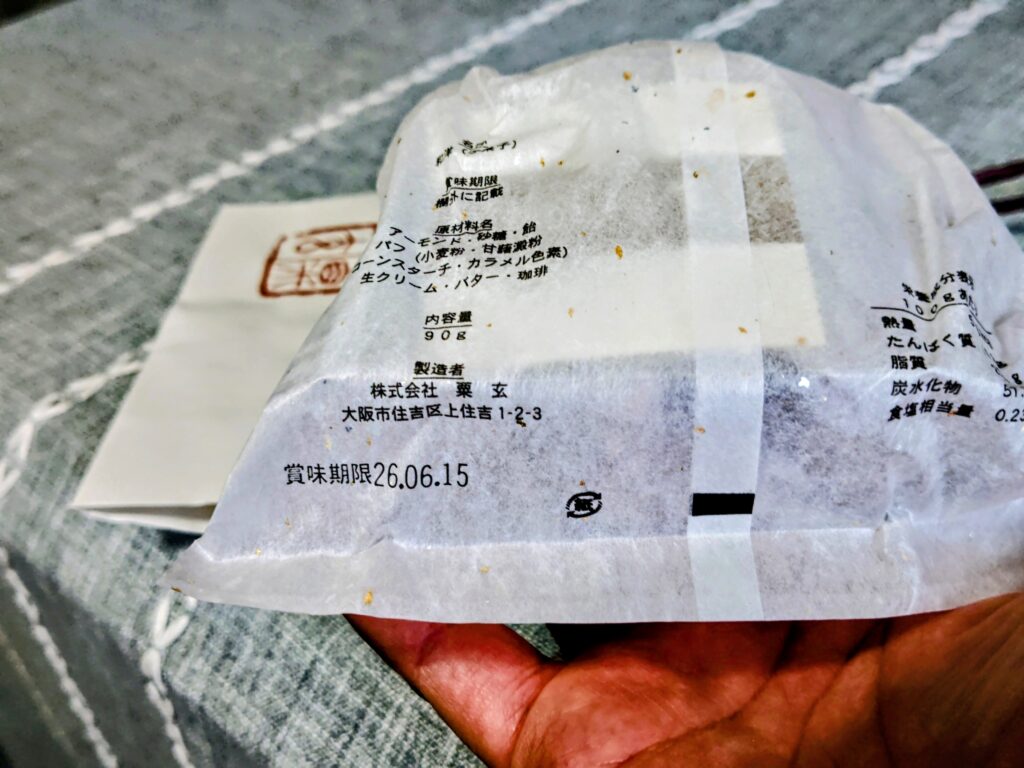 賞味期限
欄外に記載
原材料名
アーモンド・砂糖・飴
パフ(小麦粉・甘藷澱粉
コーンスターチ・カラメル色素)
生クリーム・バター・珈琲
内容量
90g
製造者
株式会社 粟玄
大阪市住吉区上住吉1-2-3
賞味期限26.06.15
紙
100g
熱量
たんぱく質
脂質
炭水化物
食塩相当量 0.23